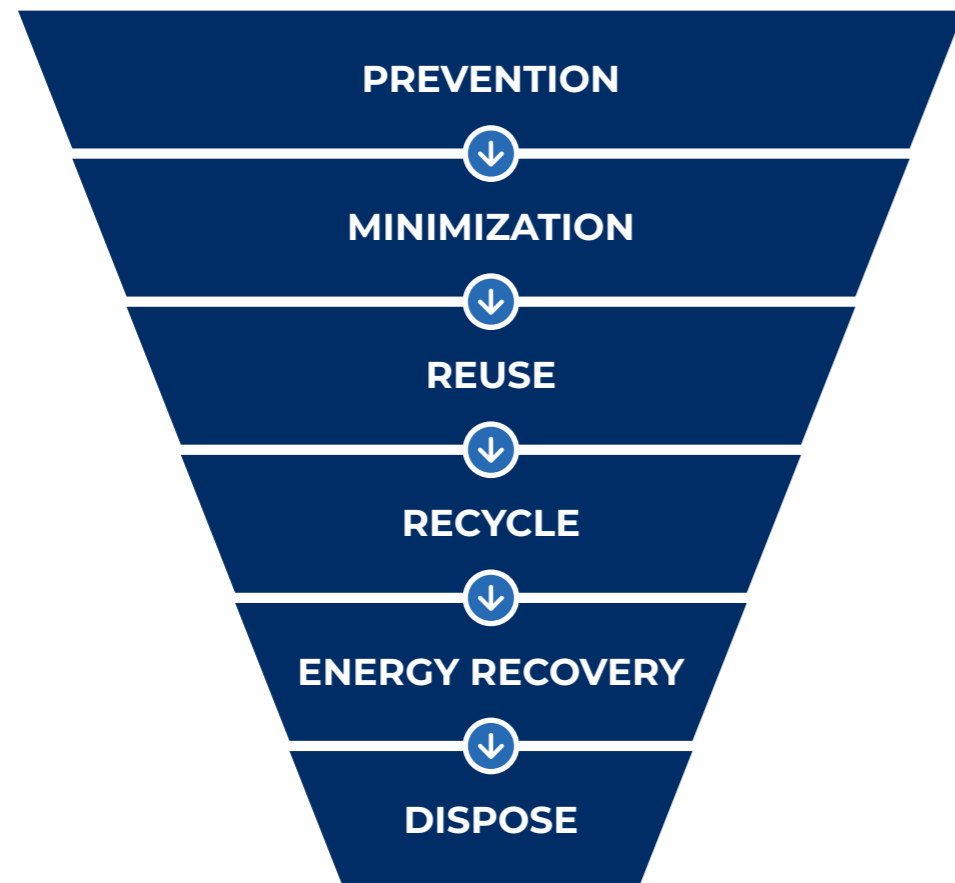 PREVENTION
MINIMIZATION
REUSE
RECYCLE
ENERGY RECOVERY
DISPOSE